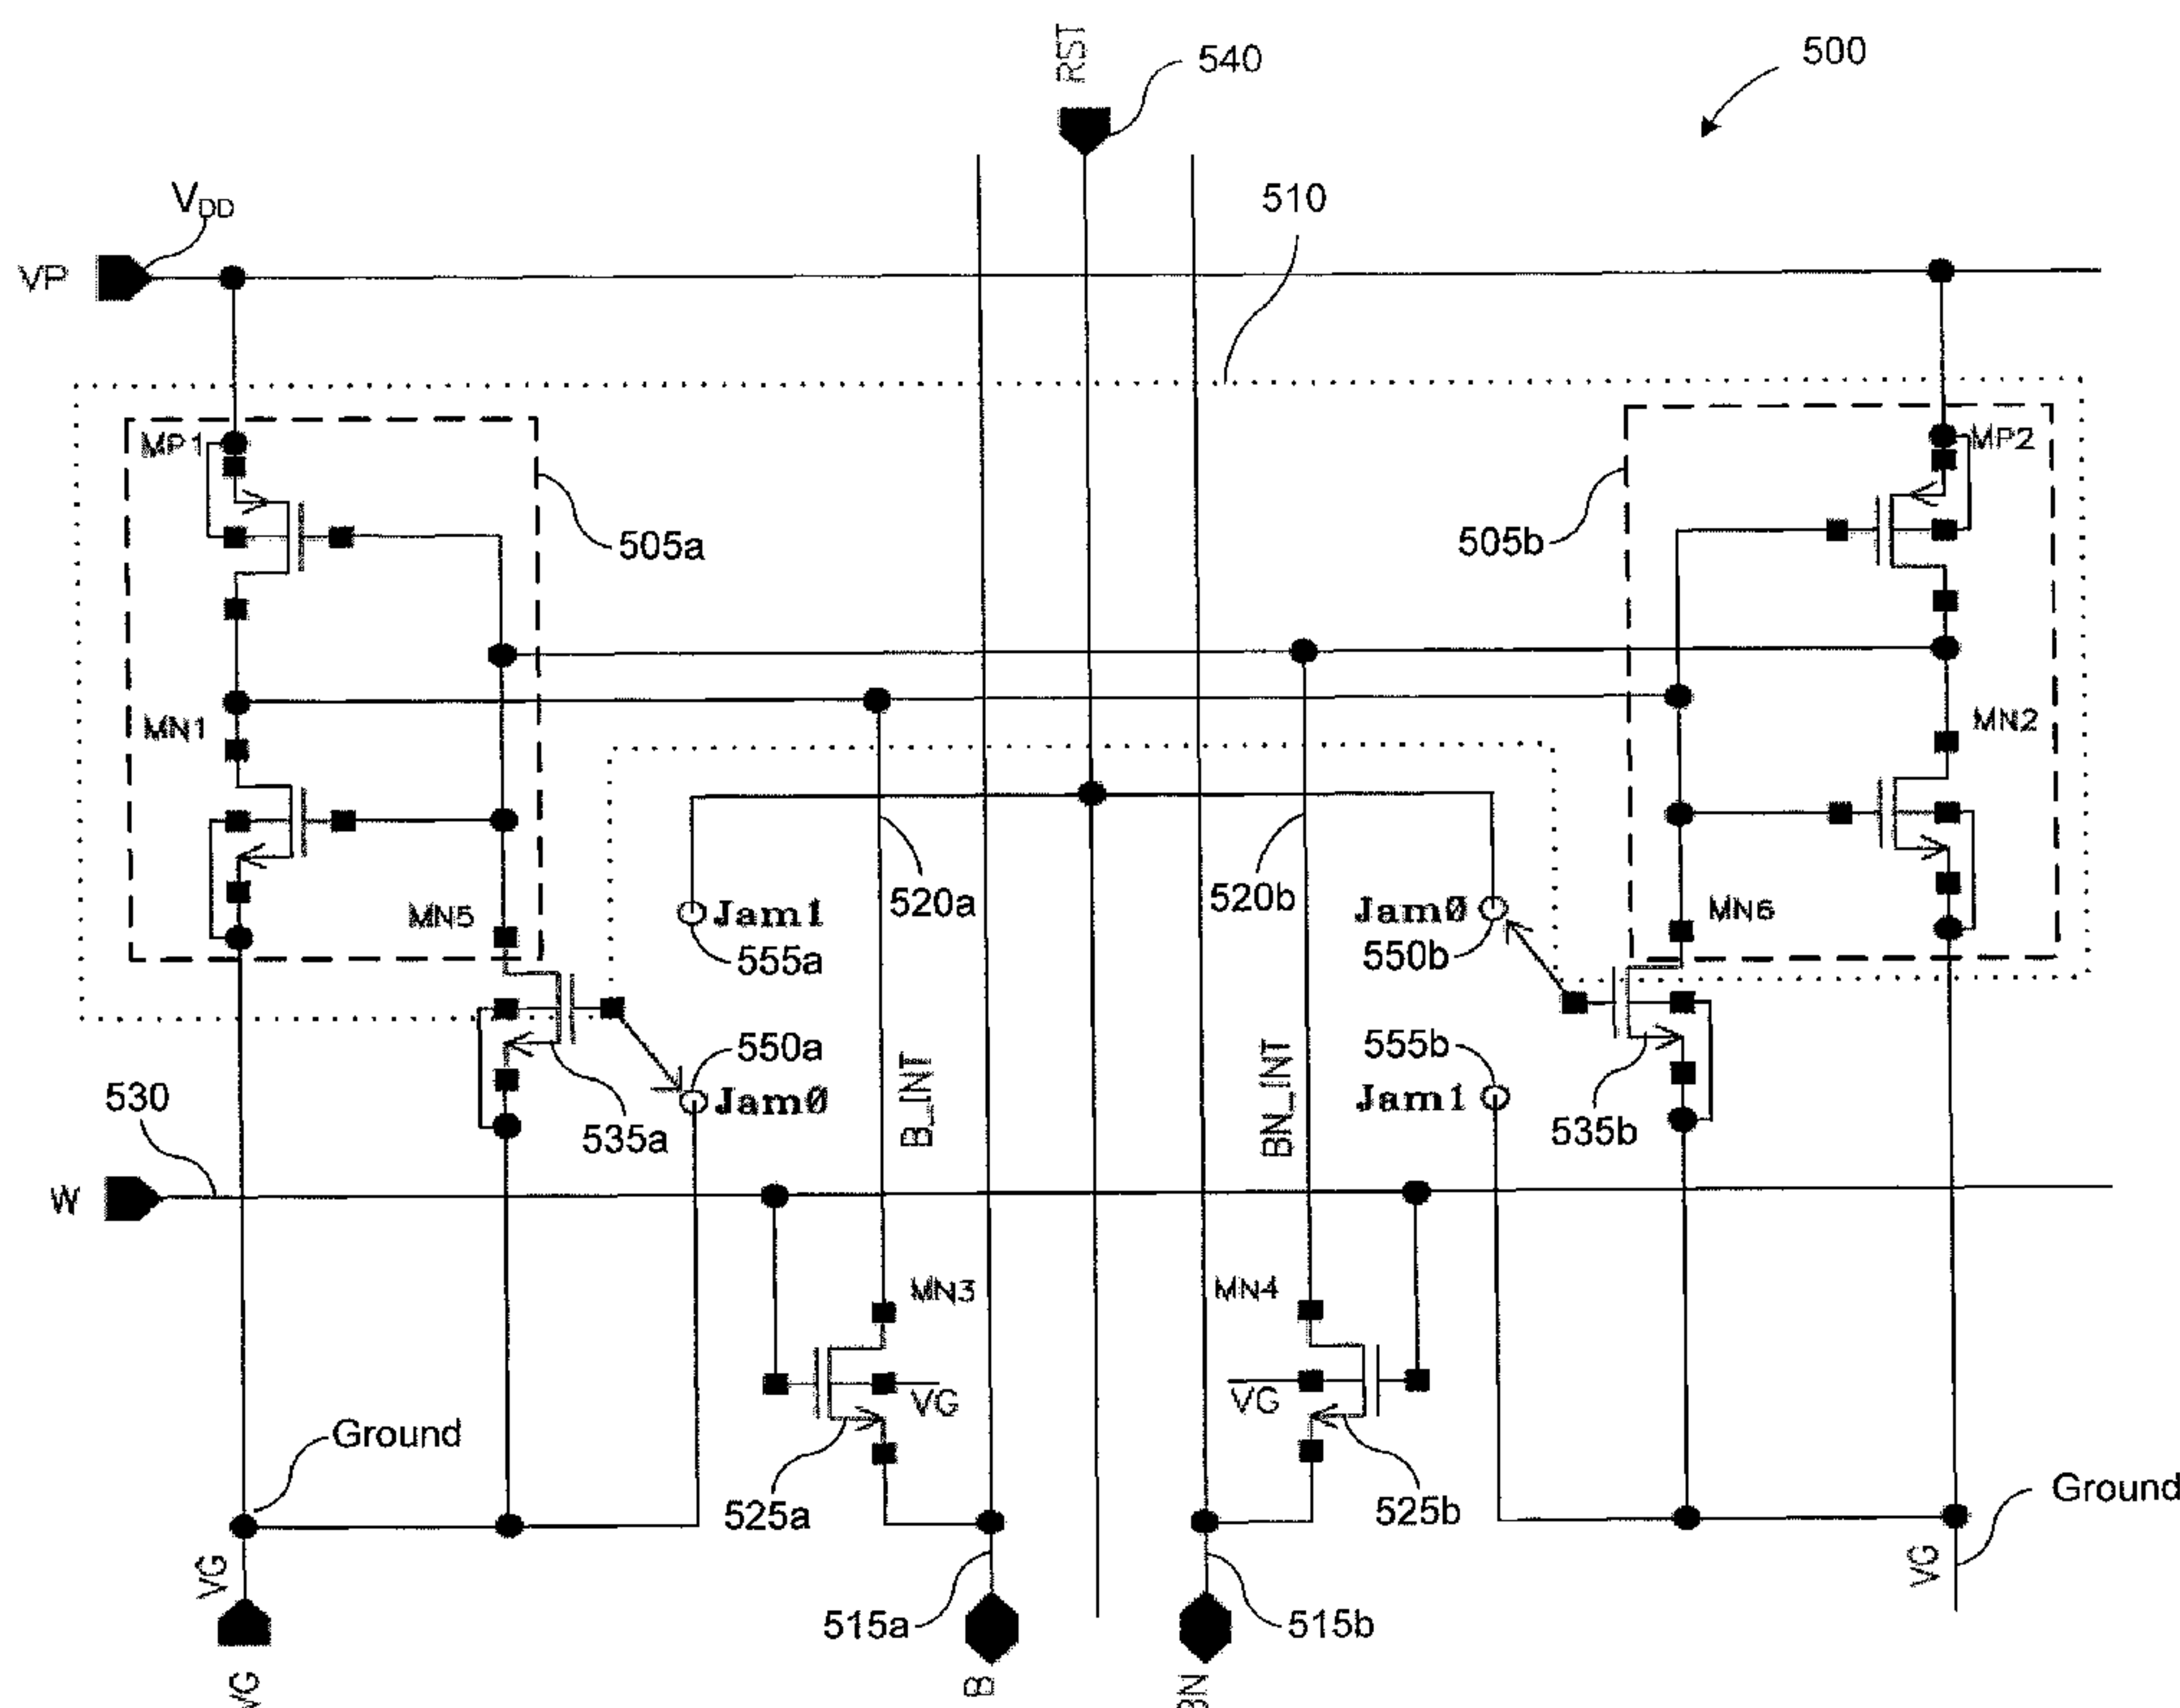 RST
540
500
VDD
510
VP
MP1
MP2
505a
505b
MN1
MN2
MN5
Jam1
555a
520a
520b
Jam0
550b
MN6
550a
Jam0
535a
B_INT
BN_INT
555b
Jam1
535b
530
W
MN3
MN4
VG
VG
Ground
525a
525b
Ground
VG
VG
515a
515b
VG
B
BN